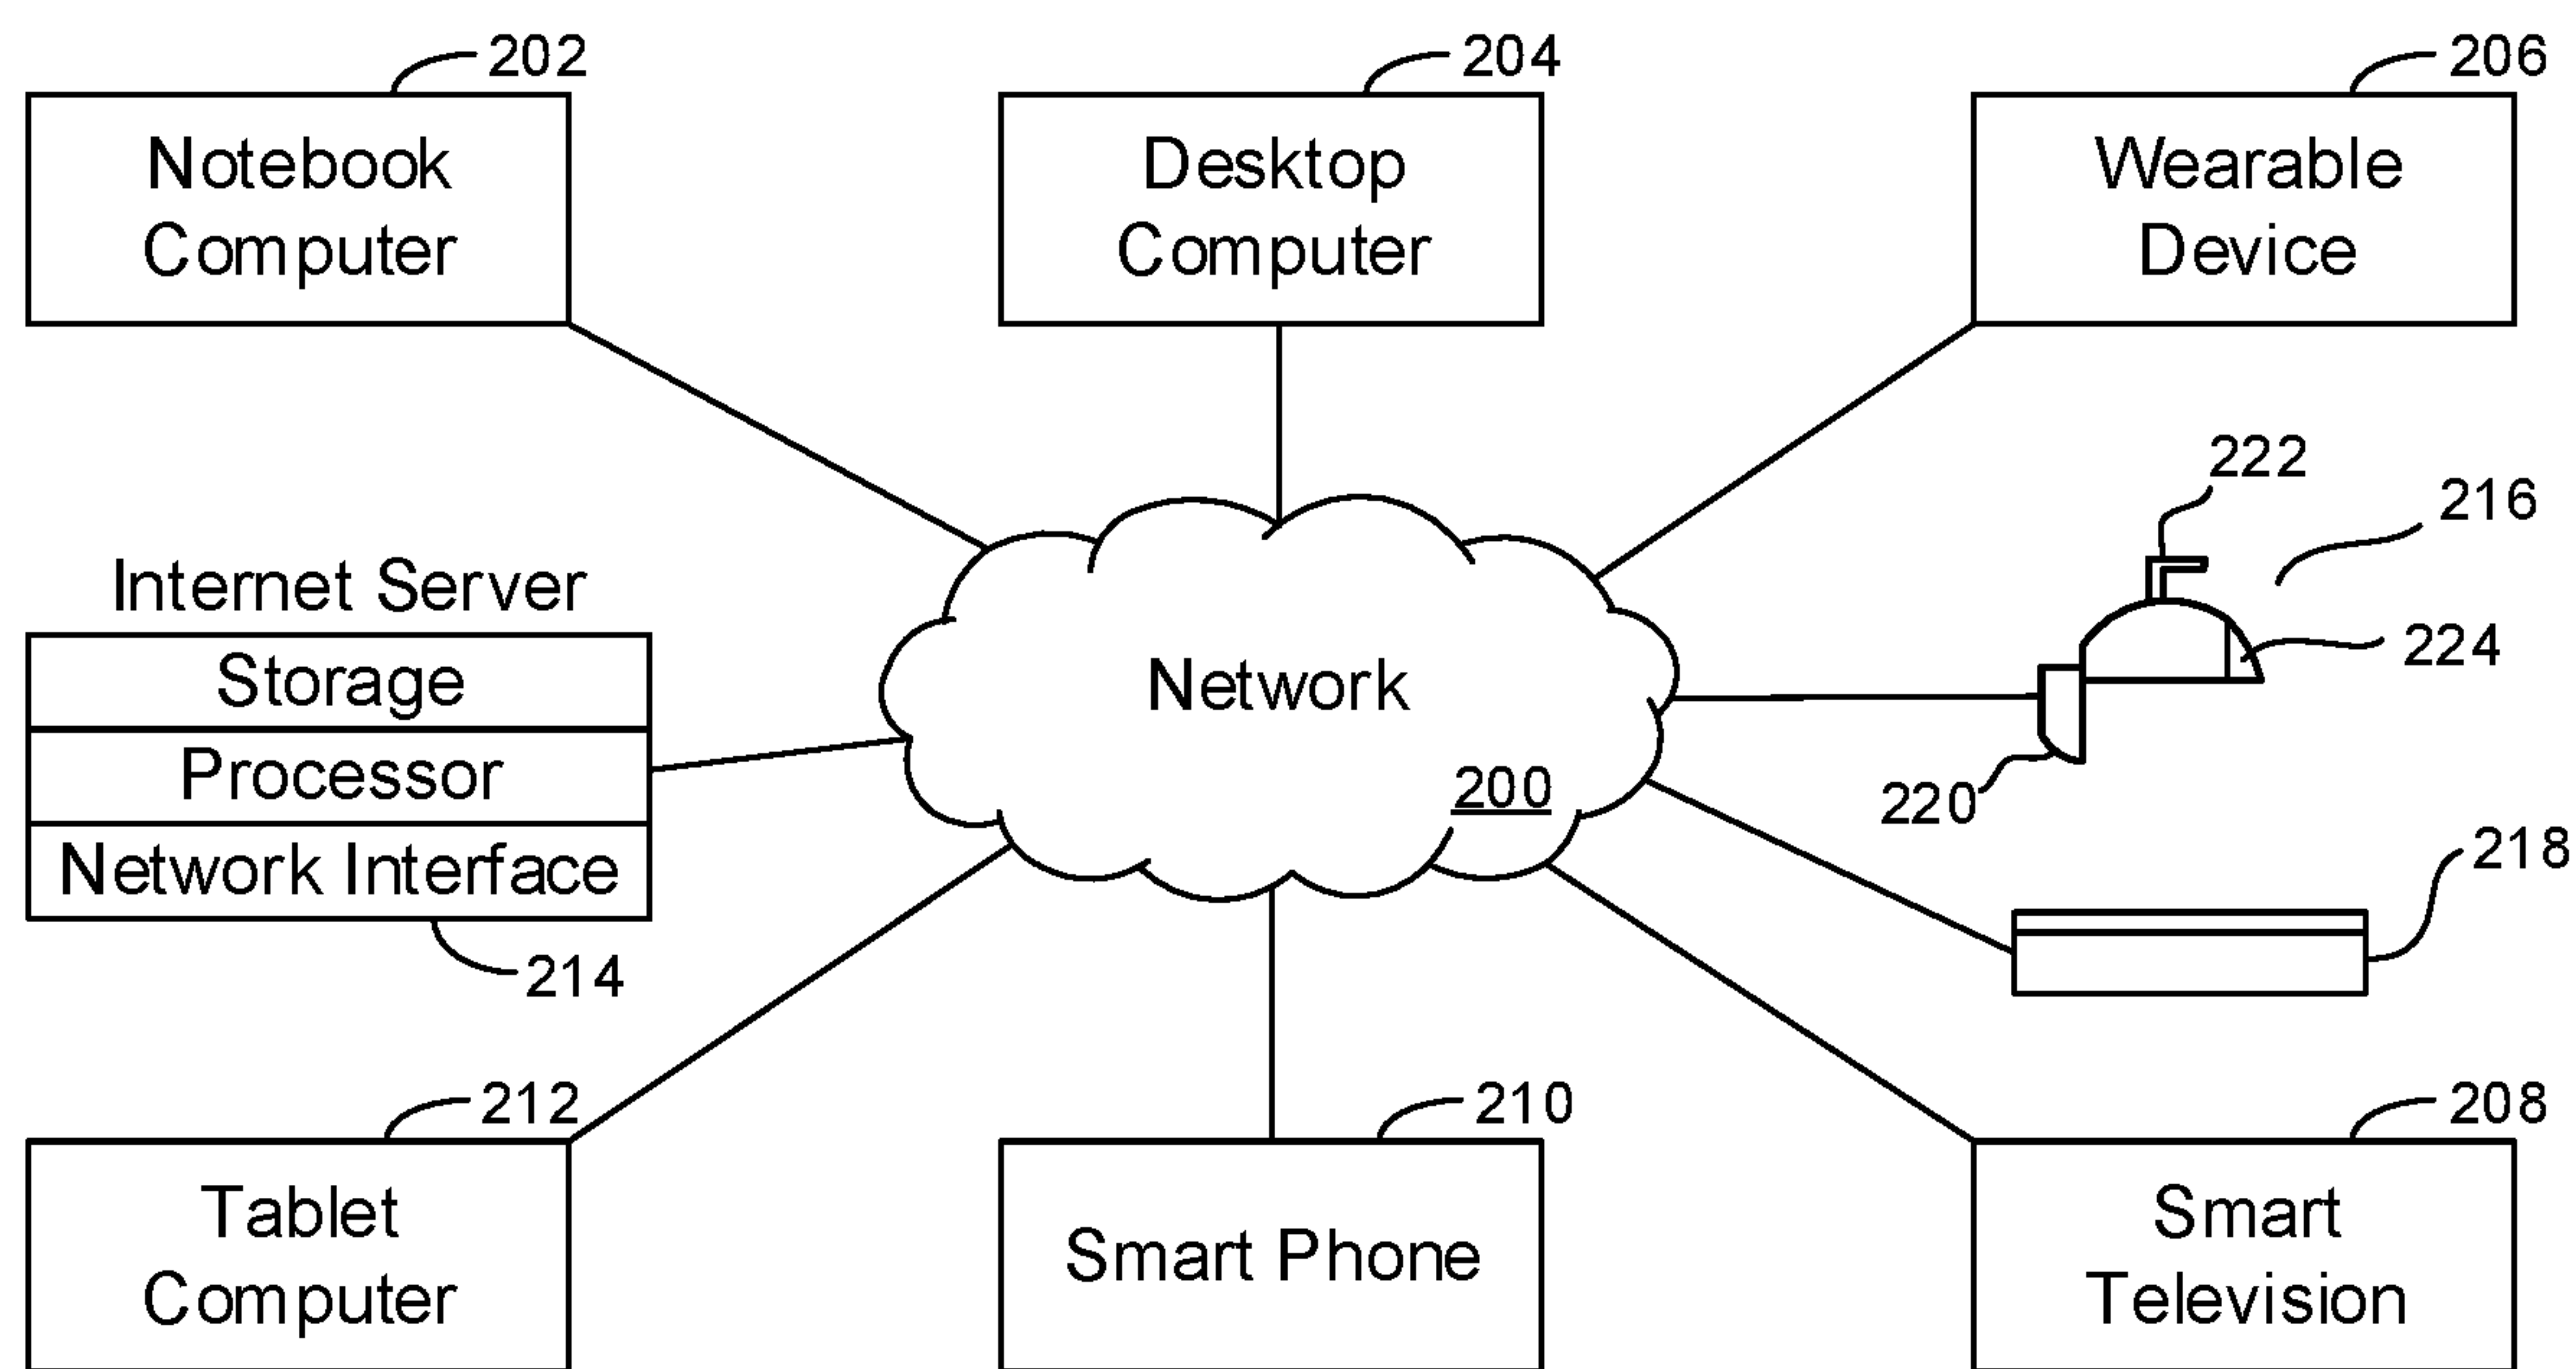 202
204
206
Notebook
Computer
Desktop
Computer
Wearable
Device
222
216
Internet Server
Storage
Processor
Network Interface
214
Network
200
224
220
218
212
210
208
Tablet
Computer
Smart Phone
Smart
Television